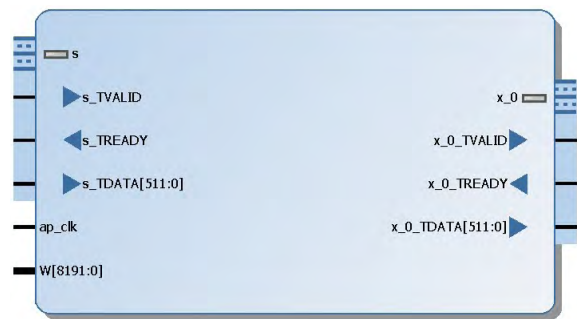 s
s_TVALID
s_TREADY
s_TDATA[511:0]
ap_clk
W[8191:0]
x_0
x_0_TVALID
x_0_TREADY
x_0_TDATA[511:0]